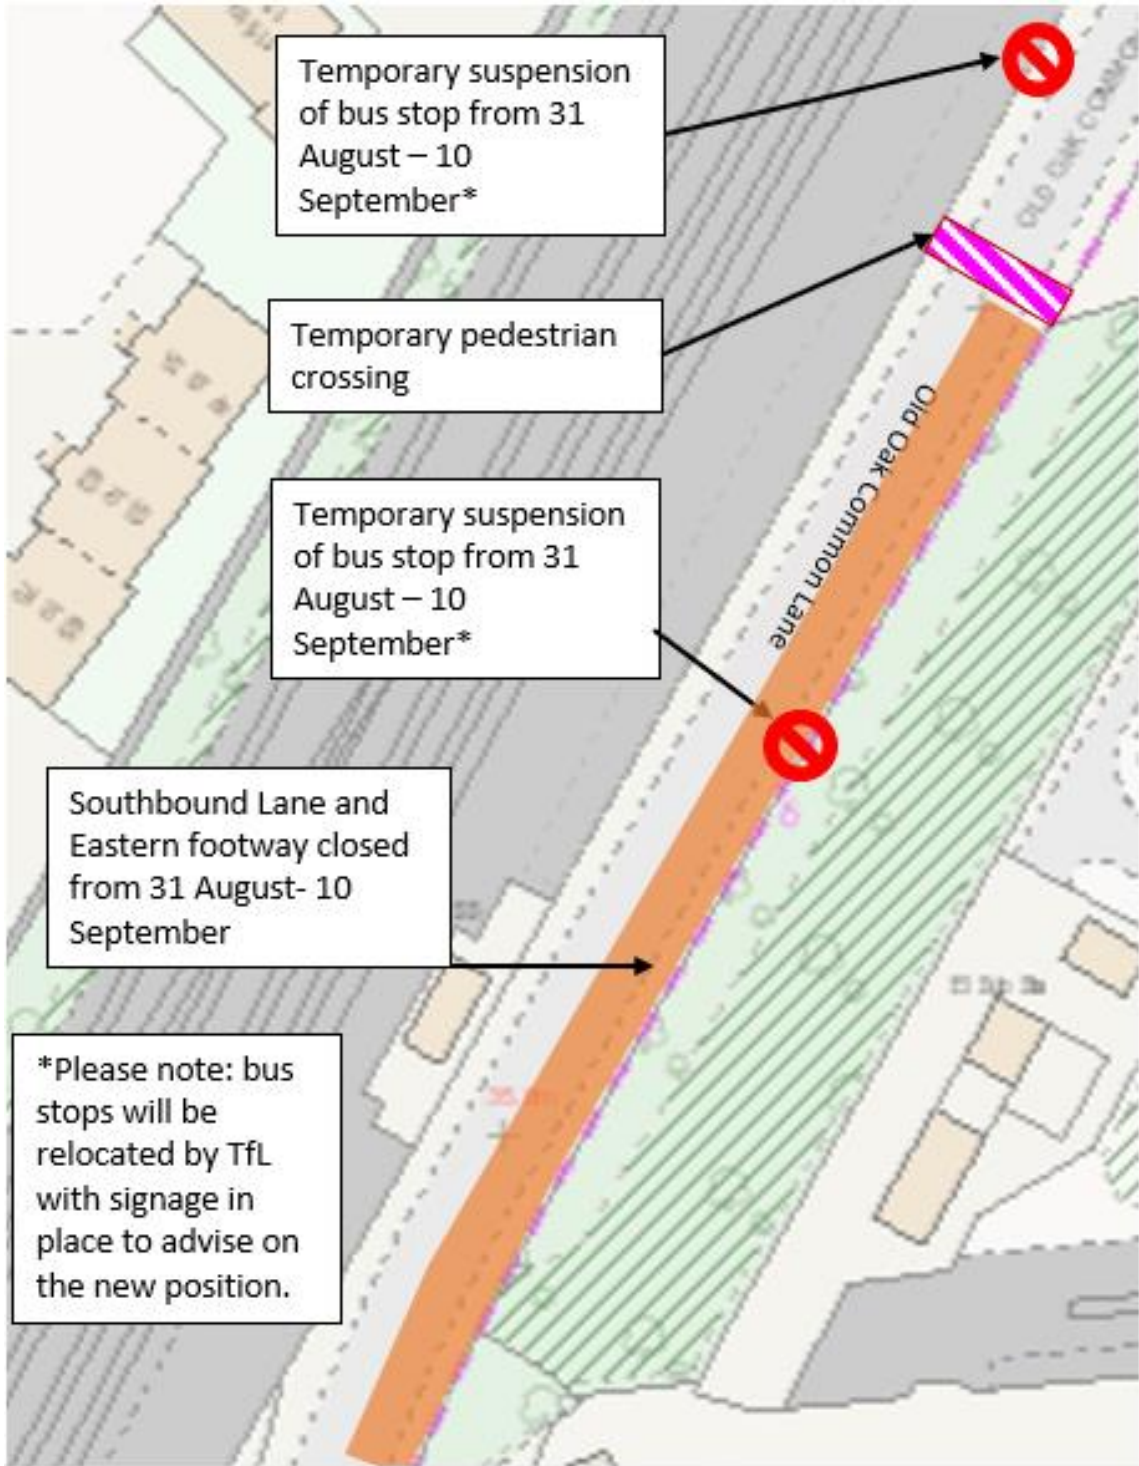 Temporary suspension
of bus stop from 31
August – 10
September*
OLD OAK COMMON
Temporary pedestrian
crossing
Old Oak Common Lane
Temporary suspension
of bus stop from 31
August – 10
September*
Southbound Lane and
Eastern footway closed
from 31 August- 10
September
*Please note: bus
stops will be
relocated by TfL
with signage in
place to advise on
the new position.